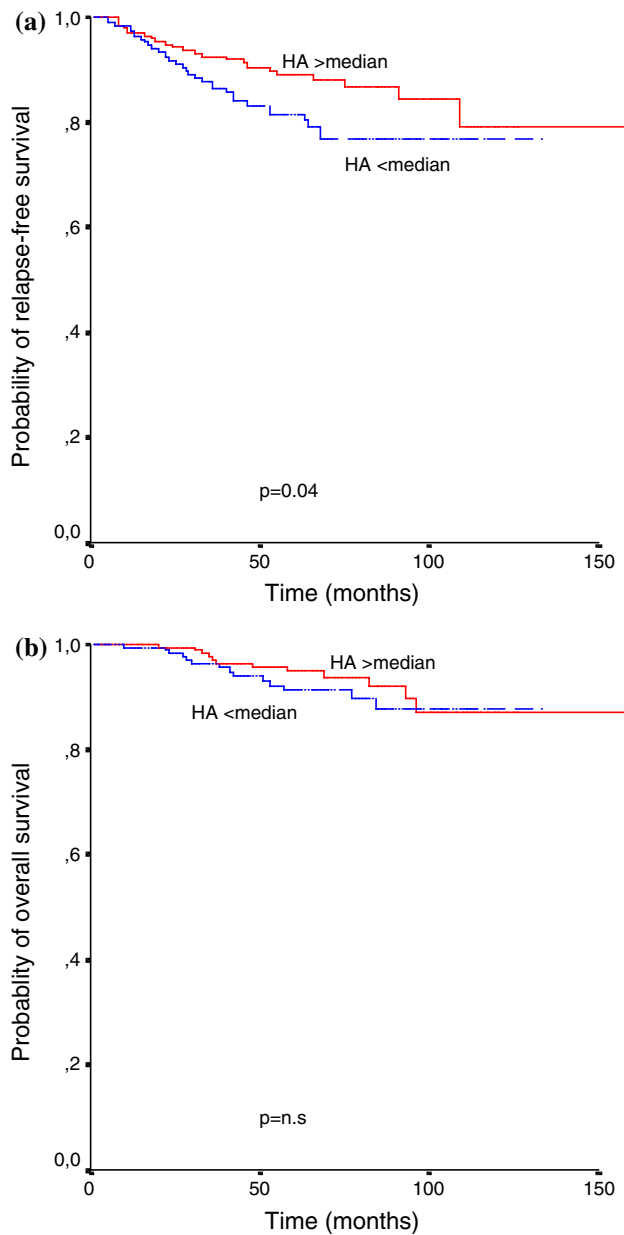 (a)
1,0
HA >median
,8
HA <median
,6
,4
,2
p=0.04
0,0
0 50 100 150
Time (months)
Probability of relapse-free survival
(b)
1,0
HA >median
HA <median
,8
,6
,4
,2
p=n.s
0,0
0 50 100 150
Time (months)
Probablity of overall survival